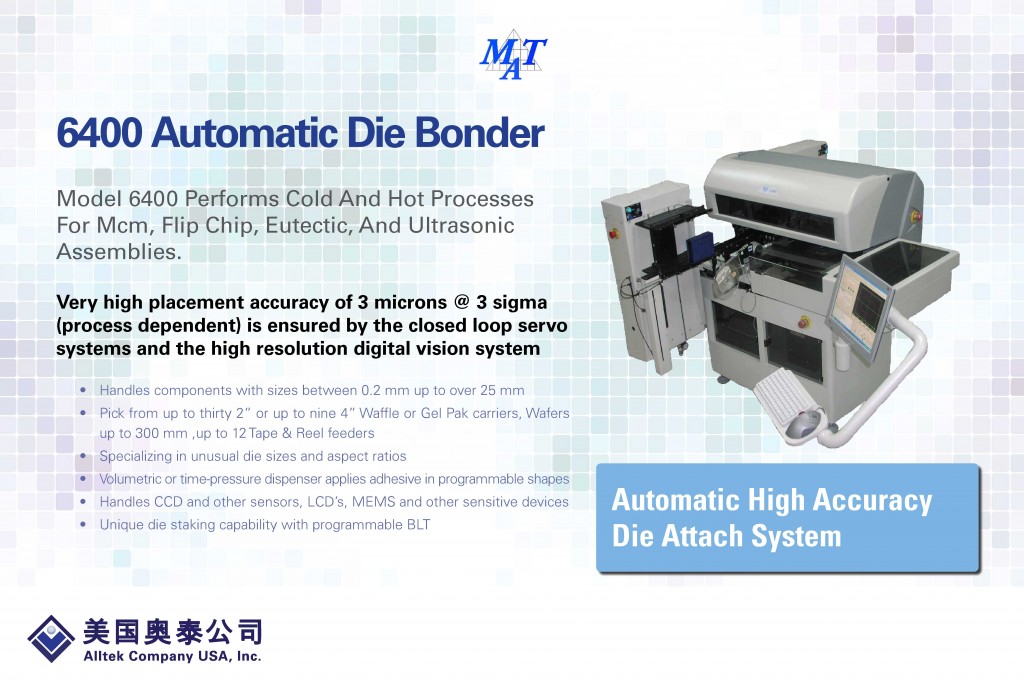 MAT
6400 Automatic Die Bonder
Model 6400 Performs Cold And Hot Processes
For Mcm, Flip Chip, Eutectic, And Ultrasonic
Assemblies.
Very high placement accuracy of 3 microns @ 3 sigma
(process dependent) is ensured by the closed loop servo
systems and the high resolution digital vision system
• Handles components with sizes between 0.2 mm up to over 25 mm
• Pick from up to thirty 2” or up to nine 4” Waffle or Gel Pak carriers, Wafers
up to 300 mm ,up to 12 Tape & Reel feeders
• Specializing in unusual die sizes and aspect ratios
• Volumetric or time-pressure dispenser applies adhesive in programmable shapes
• Handles CCD and other sensors, LCD’s, MEMS and other sensitive devices
• Unique die staking capability with programmable BLT
Automatic High Accuracy
Die Attach System
美国奥泰公司
Alltek Company USA, Inc.